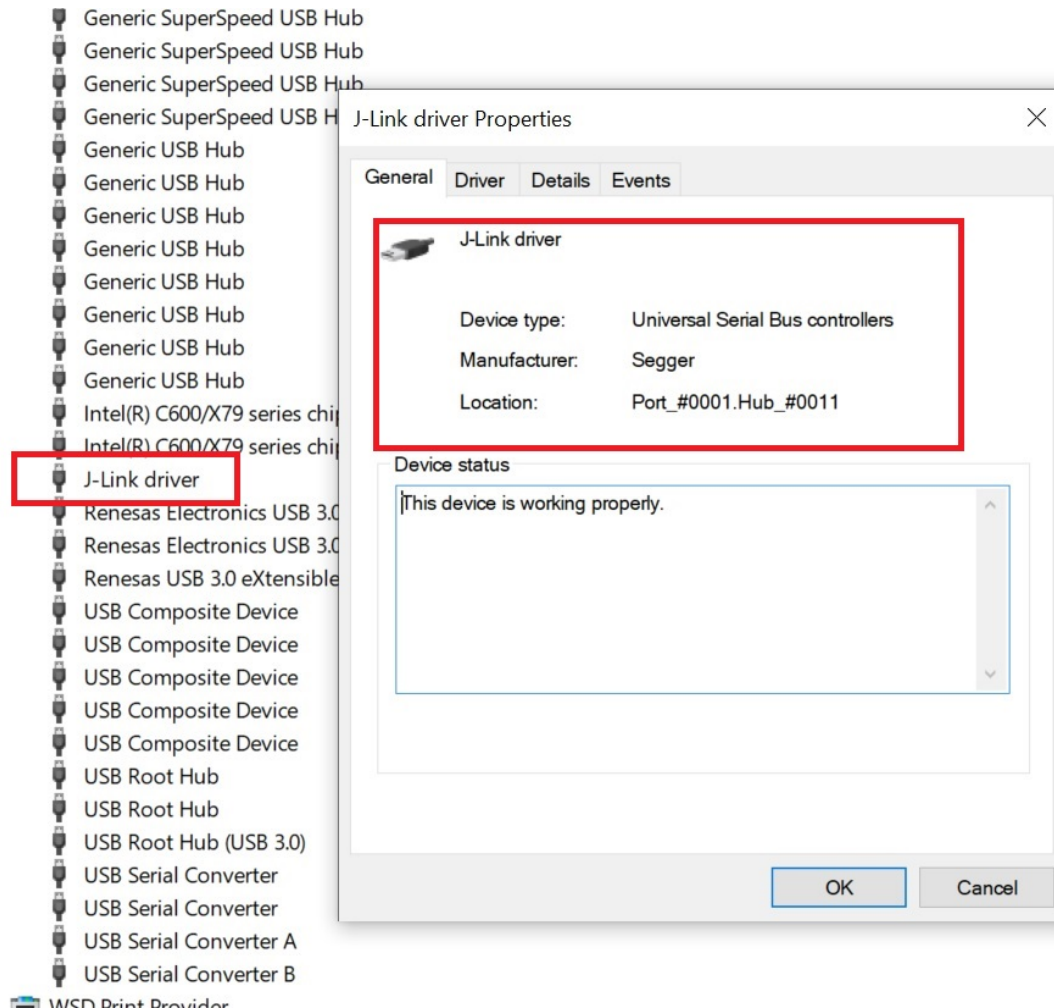 Generic SuperSpeed USB Hub
Generic SuperSpeed USB Hub
Generic SuperSpeed USB Hub
Generic SuperSpeed USB H
Generic USB Hub
Generic USB Hub
Generic USB Hub
Generic USB Hub
Generic USB Hub
Generic USB Hub
Generic USB Hub
Generic USB Hub
Intel(R) C600/X79 series chip
Intel(R) C600/X79 series chip
J-Link driver
Renesas Electronics USB 3.0
Renesas Electronics USB 3.0
Renesas USB 3.0 eXtensible
USB Composite Device
USB Composite Device
USB Composite Device
USB Composite Device
USB Composite Device
USB Root Hub
USB Root Hub
USB Root Hub (USB 3.0)
USB Serial Converter
USB Serial Converter
USB Serial Converter A
USB Serial Converter B
WSD Print Provider
J-Link driver Properties
General Driver Details Events
J-Link driver
Device type: Universal Serial Bus controllers
Manufacturer: Segger
Location: Port_#0001.Hub_#0011
Device status
This device is working properly.
OK Cancel